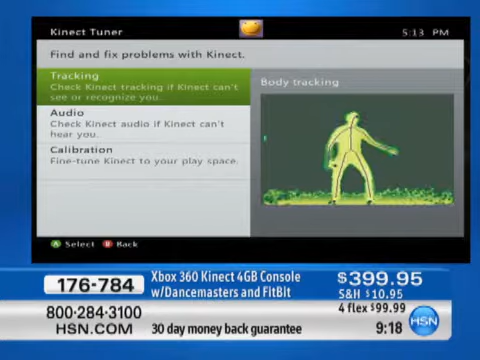 Kinect Tuner
5:13 PM
Find and fix problems with Kinect.
Tracking
Check Kinect tracking if Kinect can't
see or recognize you.
Audio
Check Kinect audio if Kinect can't
hear you.
Calibration
Fine-tune Kinect to your play space.
Body tracking
A Select B Back
176-784
Xbox 360 Kinect 4GB Console
w/Dancemasters and FitBit
$399.95
S&H $10.95
4 flex $99.99
800·284·3100
HSN.COM
30 day money back guarantee
9:18
HSN